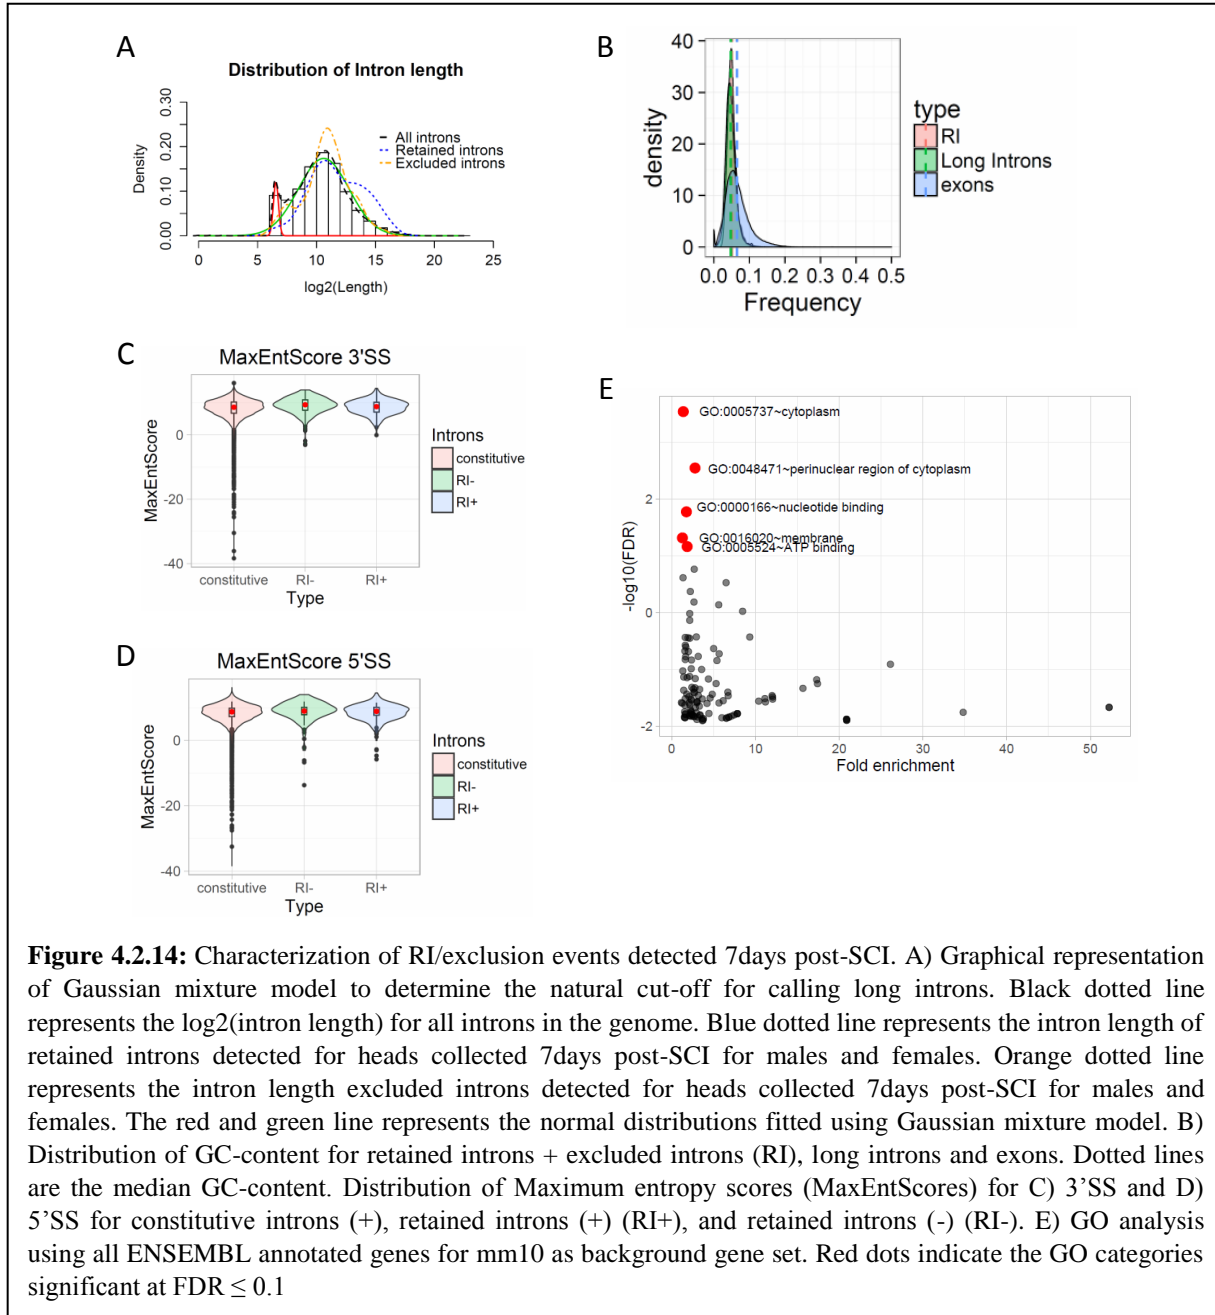 A
Distribution of Intron length
Density
0.00 0.10 0.20 0.30
All introns
Retained introns
Excluded introns
0 5 10 15 20 25
log2(Length)
B
density
40
30
20
10
0
0.0 0.1 0.2 0.3 0.4 0.5
Frequency
type
RI
Long Introns
exons
C
MaxEntScore 3'SS
MaxEntScore
0
-20
-40
constitutive RI- RI+
Type
Introns
constitutive
RI-
RI+
D
MaxEntScore 5'SS
MaxEntScore
0
-20
-40
constitutive RI- RI+
Type
Introns
constitutive
RI-
RI+
E
GO:0005737~cytoplasm
GO:0048471~perinuclear region of cytoplasm
GO:0000166~nucleotide binding
GO:0016020~membrane
GO:0005524~ATP binding
-log10(FDR)
2
0
-2
0 10 20 30 40 50
Fold enrichment
Figure 4.2.14: Characterization of RI/exclusion events detected 7days post-SCI. A) Graphical representation
of Gaussian mixture model to determine the natural cut-off for calling long introns. Black dotted line
represents the log2(intron length) for all introns in the genome. Blue dotted line represents the intron length of
retained introns detected for heads collected 7days post-SCI for males and females. Orange dotted line
represents the intron length excluded introns detected for heads collected 7days post-SCI for males and
females. The red and green line represents the normal distributions fitted using Gaussian mixture model. B)
Distribution of GC-content for retained introns + excluded introns (RI), long introns and exons. Dotted lines
are the median GC-content. Distribution of Maximum entropy scores (MaxEntScores) for C) 3’SS and D)
5’SS for constitutive introns (+), retained introns (+) (RI+), and retained introns (-) (RI-). E) GO analysis
using all ENSEMBL annotated genes for mm10 as background gene set. Red dots indicate the GO categories
significant at FDR ≤ 0.1